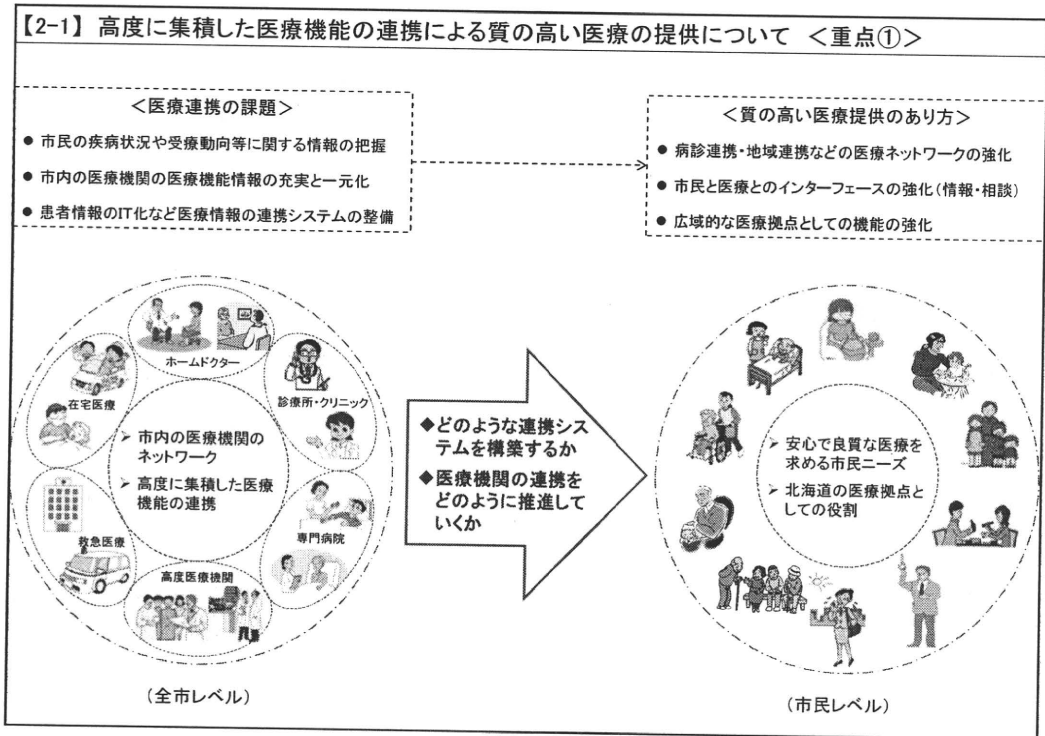 【2-1】 高度に集積した医療機能の連携による質の高い医療の提供について ＜重点①＞
＜医療連携の課題＞
● 市民の疾病状況や受療動向等に関する情報の把握
● 市内の医療機関の医療機能情報の充実と一元化
● 患者情報のIT化など医療情報の連携システムの整備
＜質の高い医療提供のあり方＞
● 病診連携・地域連携などの医療ネットワークの強化
● 市民と医療とのインターフェースの強化（情報・相談）
● 広域的な医療拠点としての機能の強化
ホームドクター
在宅医療
診療所・クリニック
➢ 市内の医療機関の
ネットワーク
➢ 高度に集積した医療
機能の連携
救急医療
専門病院
高度医療機関
（全市レベル）
◆どのような連携シス
テムを構築するか
◆医療機関の連携を
どのように推進して
いくか
➢ 安心で良質な医療を
求める市民ニーズ
➢ 北海道の医療拠点と
しての役割
（市民レベル）